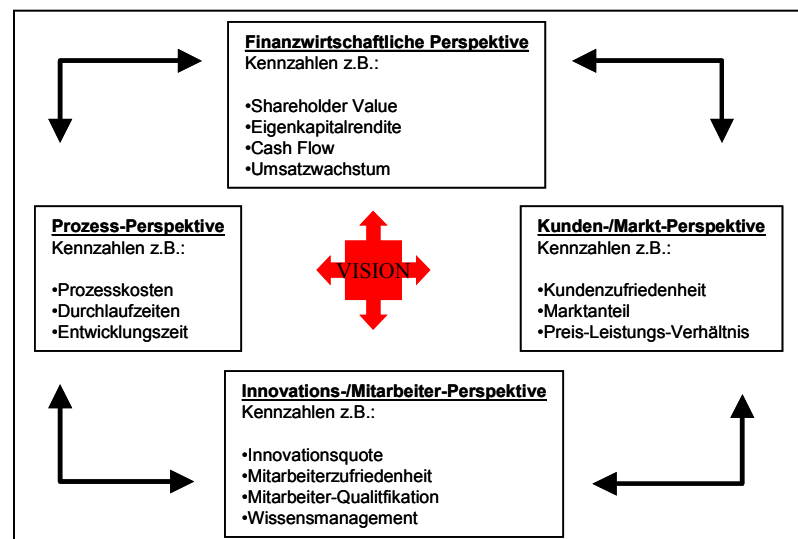 Finanzwirtschaftliche Perspektive
Kennzahlen z.B.:
•Shareholder Value
•Eigenkapitalrendite
•Cash Flow
•Umsatzwachstum
Prozess-Perspektive
Kennzahlen z.B.:
•Prozesskosten
•Durchlaufzeiten
•Entwicklungszeit
VISION
Kunden-/Markt-Perspektive
Kennzahlen z.B.:
•Kundenzufriedenheit
•Marktanteil
•Preis-Leistungs-Verhältnis
Innovations-/Mitarbeiter-Perspektive
Kennzahlen z.B.:
•Innovationsquote
•Mitarbeiterzufriedenheit
•Mitarbeiter-Qualitfikation
•Wissensmanagement